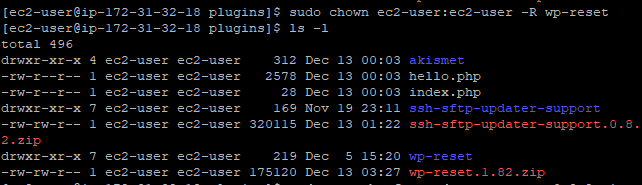 [ec2-user@ip-172-31-32-18 plugins]$ sudo chown ec2-user:ec2-user -R wp-reset
[ec2-user@ip-172-31-32-18 plugins]$ ls -l
total 496
drwxr-xr-x 4 ec2-user ec2-user    312 Dec 13 00:03 akismet
-rw-r--r-- 1 ec2-user ec2-user   2578 Dec 13 00:03 hello.php
-rw-r--r-- 1 ec2-user ec2-user     28 Dec 13 00:03 index.php
drwxr-xr-x 7 ec2-user ec2-user    169 Nov 19 23:11 ssh-sftp-updater-support
-rw-rw-r-- 1 ec2-user ec2-user 320115 Dec 13 01:22 ssh-sftp-updater-support.0.8.
2.zip
drwxr-xr-x 7 ec2-user ec2-user    219 Dec  5 15:20 wp-reset
-rw-rw-r-- 1 ec2-user ec2-user 175120 Dec 13 03:27 wp-reset.1.82.zip